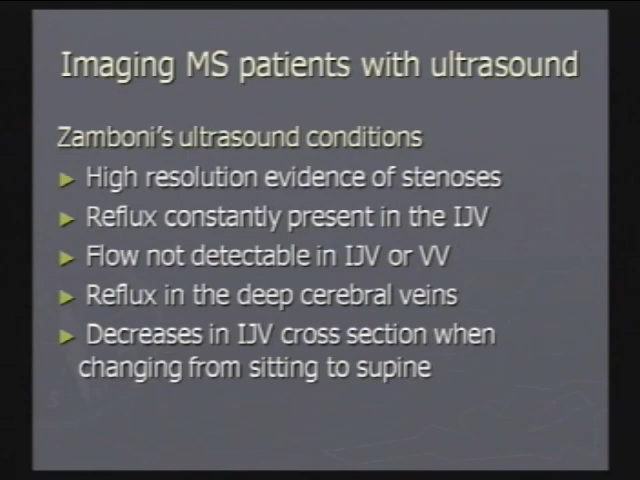 Imaging MS patients with ultrasound
Zamboni's ultrasound conditions
► High resolution evidence of stenoses
► Reflux constantly present in the IJV
► Flow not detectable in IJV or VV
► Reflux in the deep cerebral veins
► Decreases in IJV cross section when
changing from sitting to supine